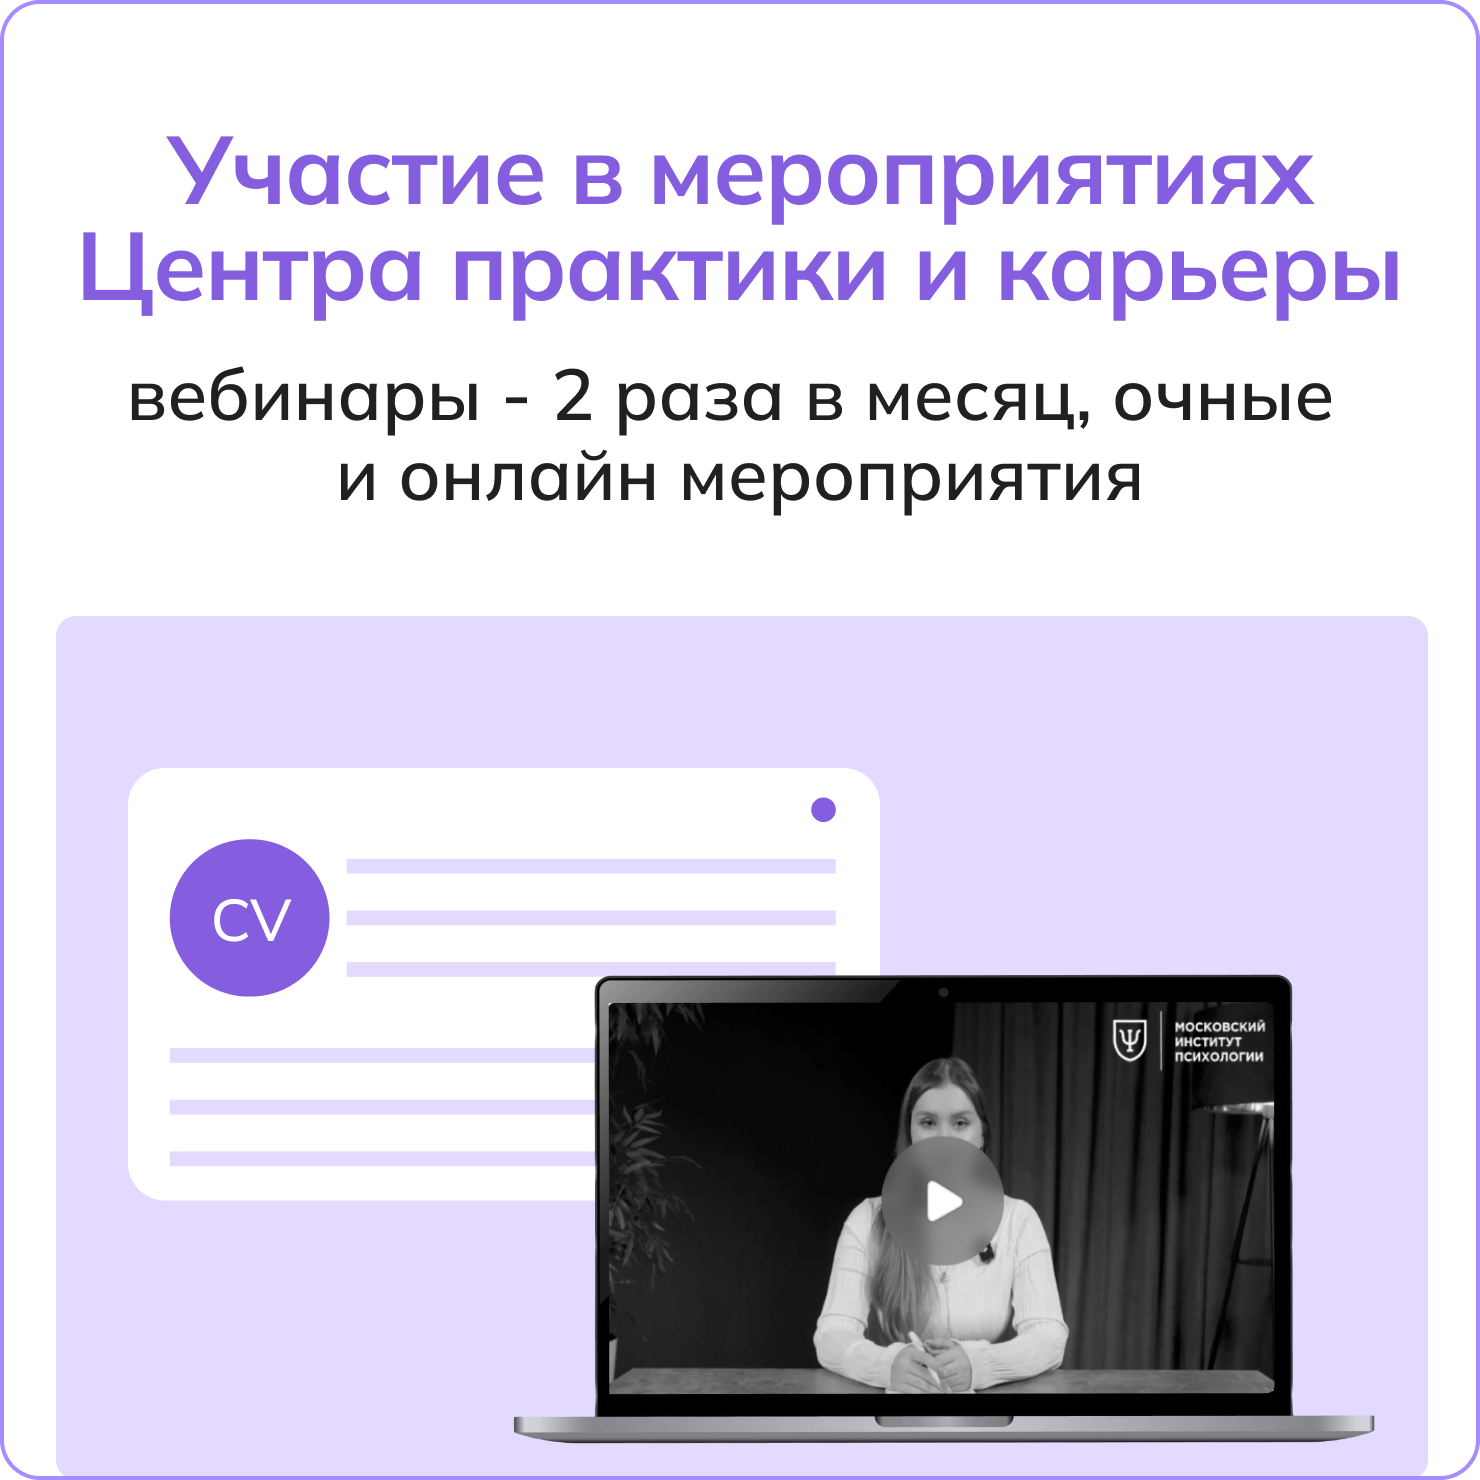 Участие в мероприятиях
Центра практики и карьеры
вебинары - 2 раза в месяц, очные
и онлайн мероприятия
CV
МОСКОВСКИЙ
ИНСТИТУТ
ПСИХОЛОГИИ